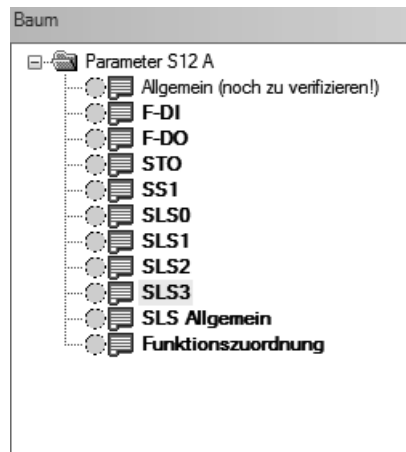 Baum
Parameter S12 A
Allgemein (noch zu verifizieren!)
F-DI
F-DO
STO
SS1
SLS0
SLS1
SLS2
SLS3
SLS Allgemein
Funktionszuordnung